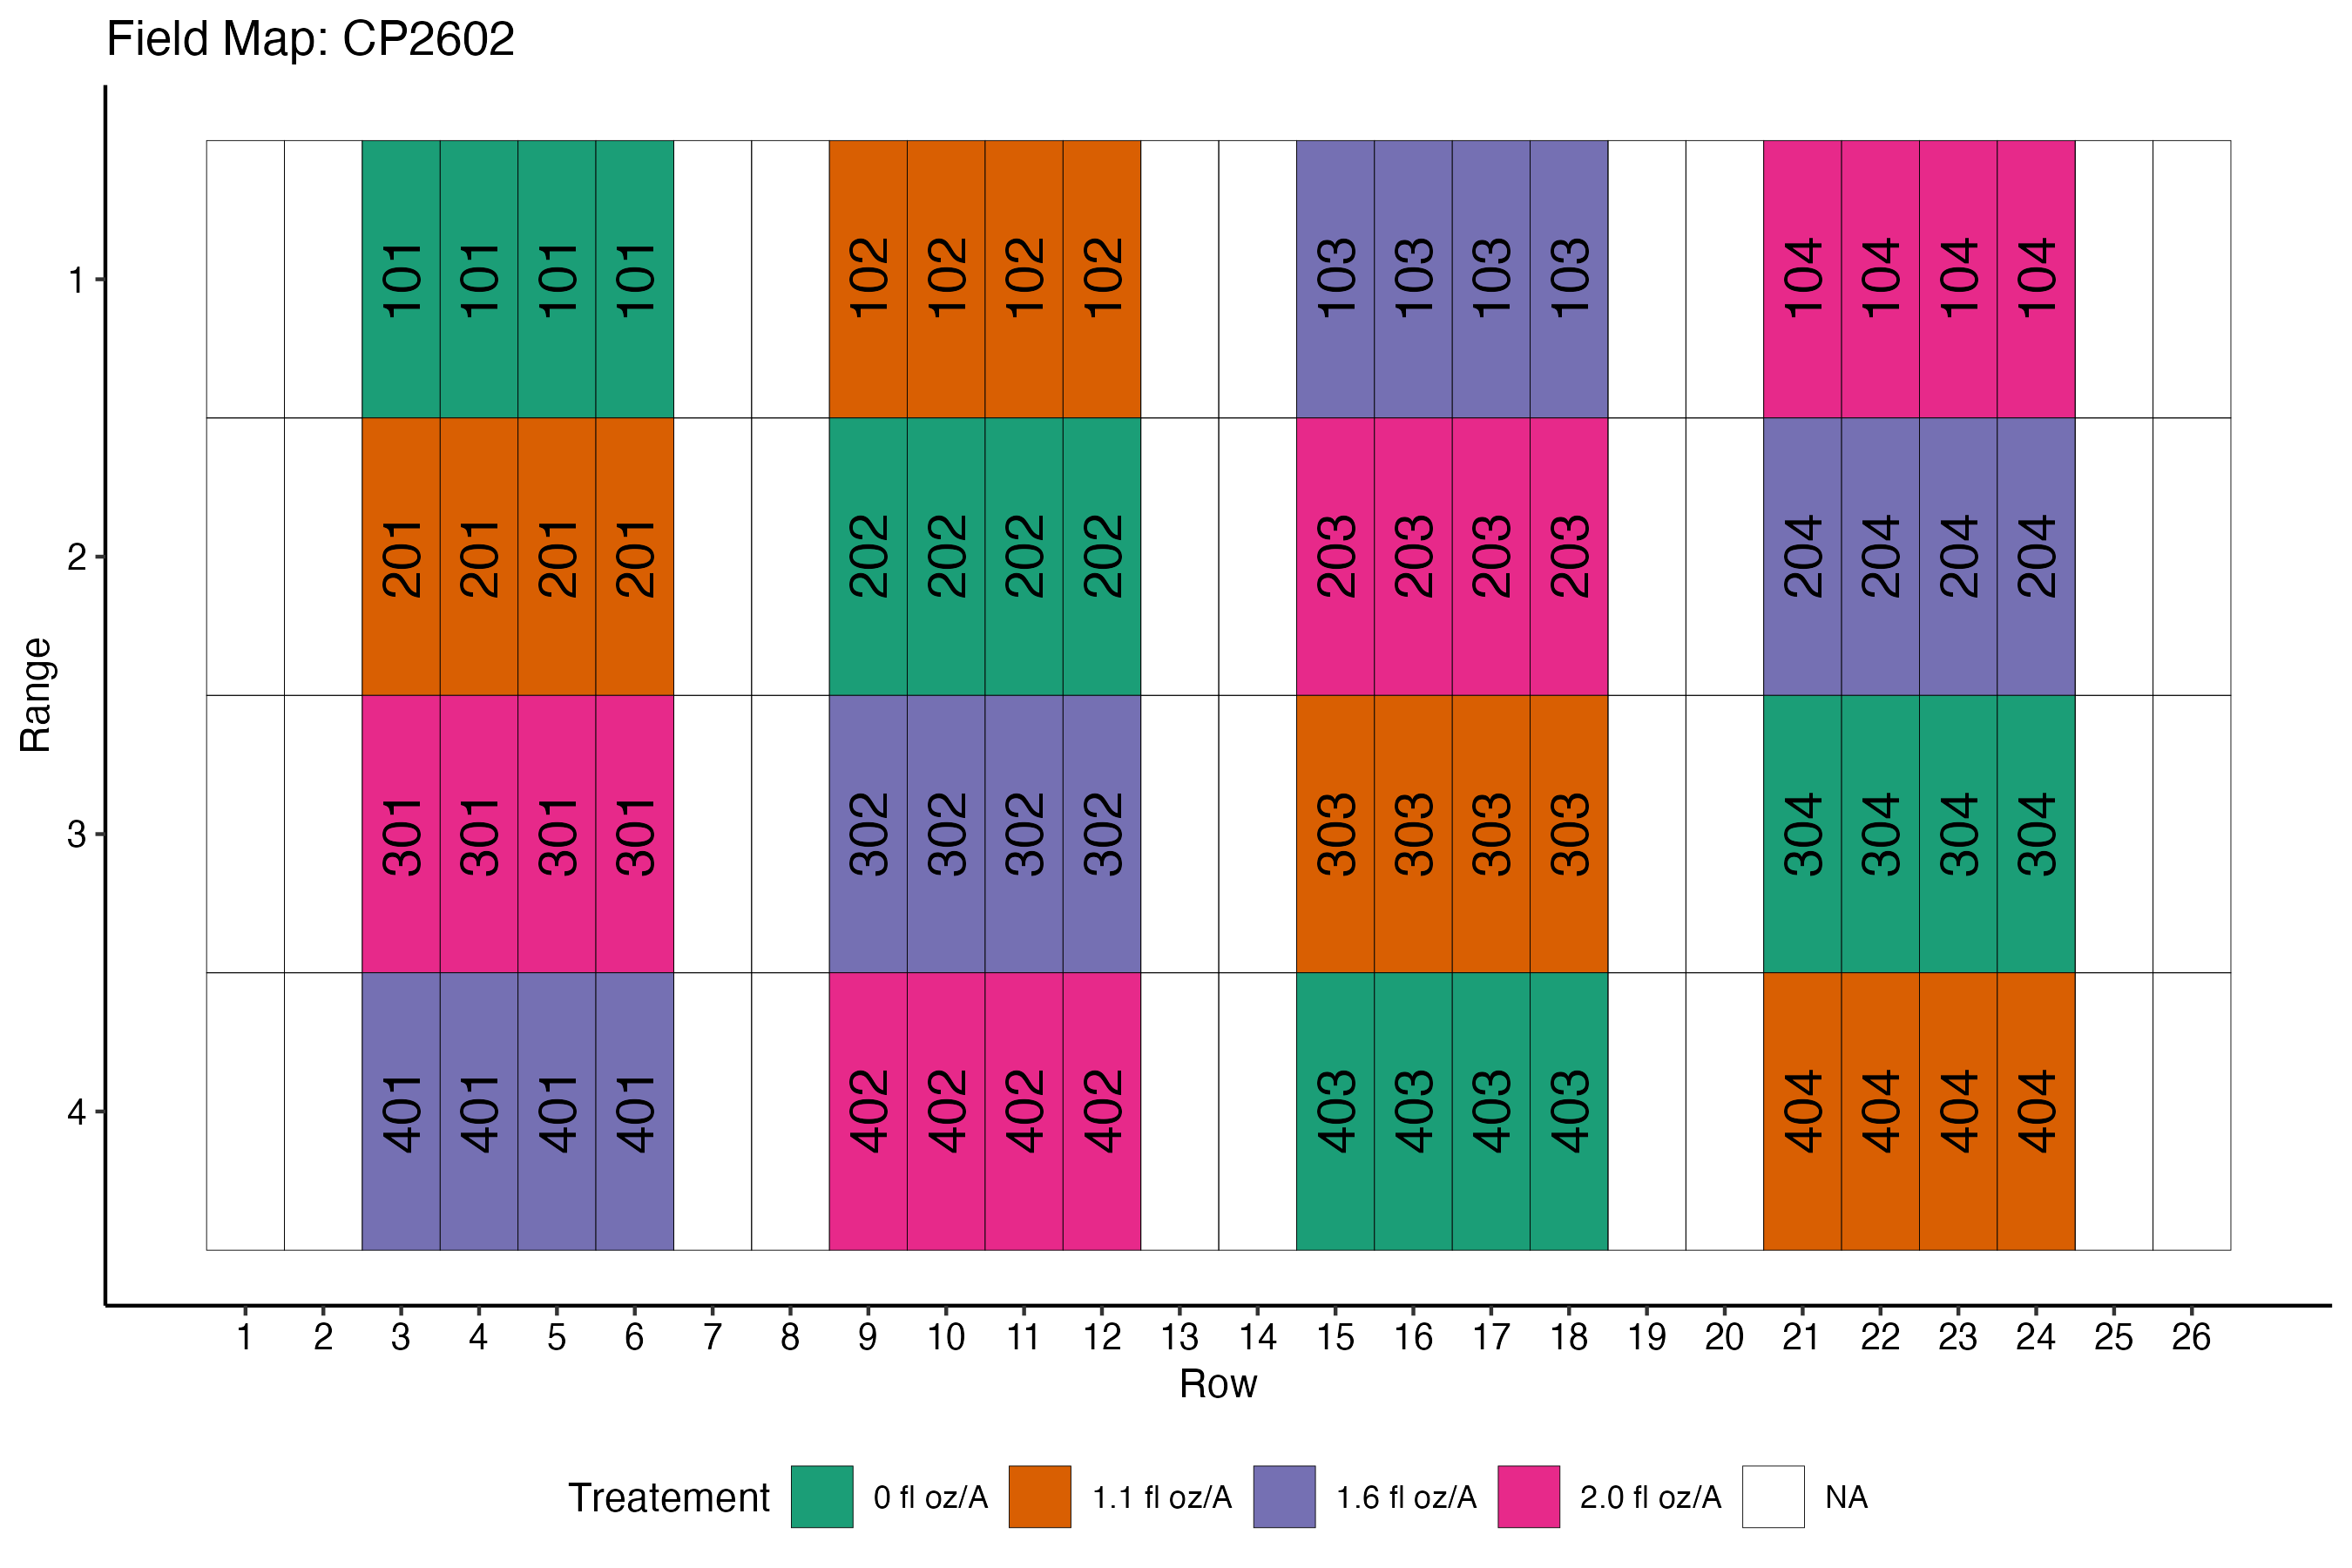 Field Map: CP2602
Range
1
101 101 101 101 102 102 102 102 103 103 103 103 104 104 104 104
2
201 201 201 201 202 202 202 202 203 203 203 203 204 204 204 204
3
301 301 301 301 302 302 302 302 303 303 303 303 304 304 304 304
4
401 401 401 401 402 402 402 402 403 403 403 403 404 404 404 404
1 2 3 4 5 6 7 8 9 10 11 12 13 14 15 16 17 18 19 20 21 22 23 24 25 26
Row
Treatement 0 fl oz/A 1.1 fl oz/A 1.6 fl oz/A 2.0 fl oz/A NA